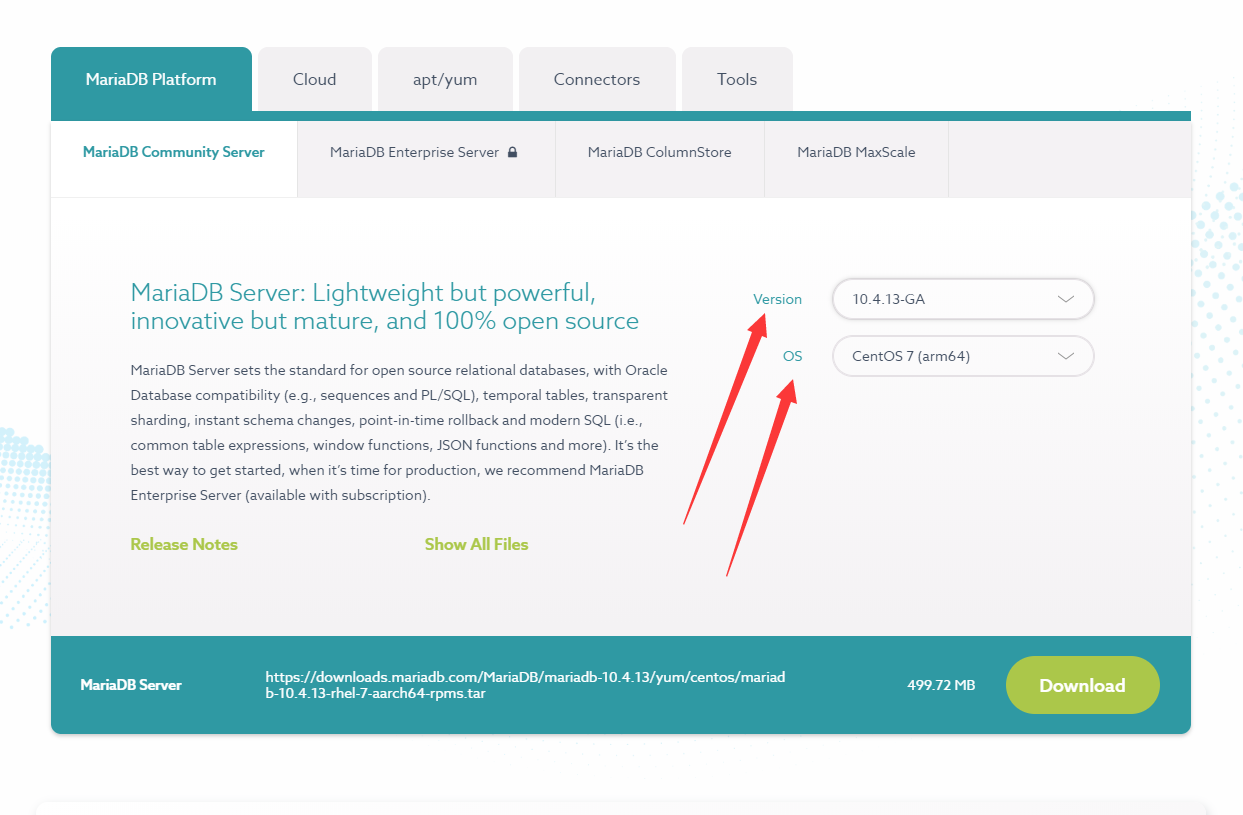 MariaDB Platform
Cloud
apt/yum
Connectors
Tools
MariaDB Community Server
MariaDB Enterprise Server
MariaDB ColumnStore
MariaDB MaxScale
MariaDB Server: Lightweight but powerful,
innovative but mature, and 100% open source
MariaDB Server sets the standard for open source relational databases, with Oracle
Database compatibility (e.g., sequences and PL/SQL), temporal tables, transparent
sharding, instant schema changes, point-in-time rollback and modern SQL (i.e.,
common table expressions, window functions, JSON functions and more). It’s the
best way to get started, when it’s time for production, we recommend MariaDB
Enterprise Server (available with subscription).
Release Notes
Show All Files
Version
10.4.13-GA
OS
CentOS 7 (arm64)
MariaDB Server
https://downloads.mariadb.com/MariaDB/mariadb-10.4.13/yum/centos/mariad
b-10.4.13-rhel-7-aarch64-rpms.tar
499.72 MB
Download